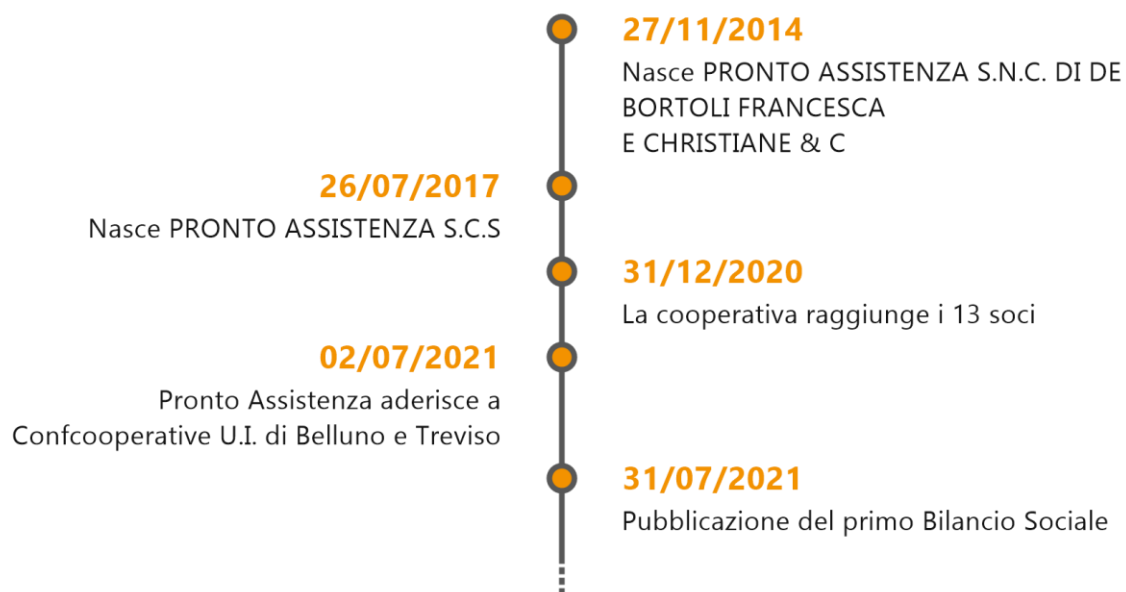 27/11/2014
Nasce PRONTO ASSISTENZA S.N.C. DI DE
BORTOLI FRANCESCA
E CHRISTIANE & C
26/07/2017
Nasce PRONTO ASSISTENZA S.C.S
31/12/2020
La cooperativa raggiunge i 13 soci
02/07/2021
Pronto Assistenza aderisce a
Confcooperative U.I. di Belluno e Treviso
31/07/2021
Pubblicazione del primo Bilancio Sociale